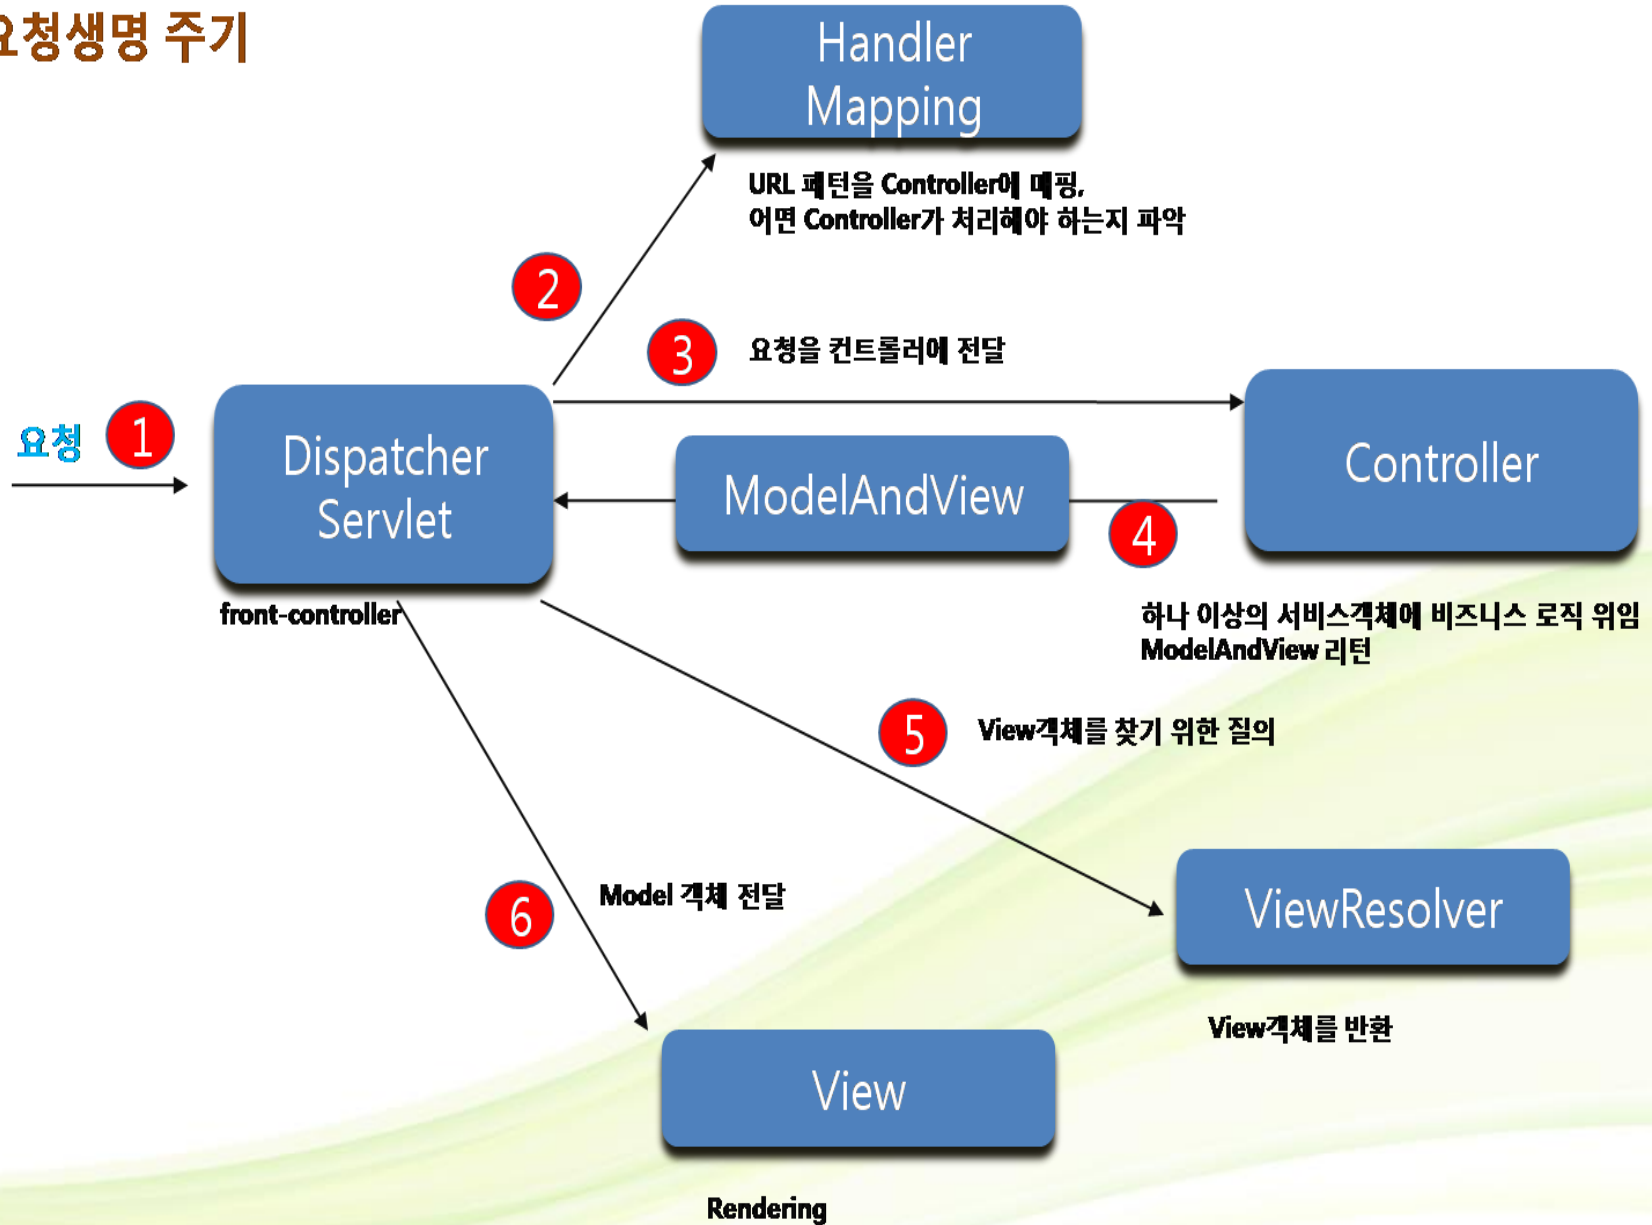 요청생명 주기
Handler
Mapping
URL 패턴을 Controller에 매핑,
어떤 Controller가 처리해야 하는지 파악
2
3
요청을 컨트롤러에 전달
요청
1
Dispatcher
Servlet
front-controller
ModelAndView
4
Controller
하나 이상의 서비스객체에 비즈니스 로직 위임
ModelAndView 리턴
5
View객체를 찾기 위한 질의
6
Model 객체 전달
ViewResolver
View객체를 반환
View
Rendering